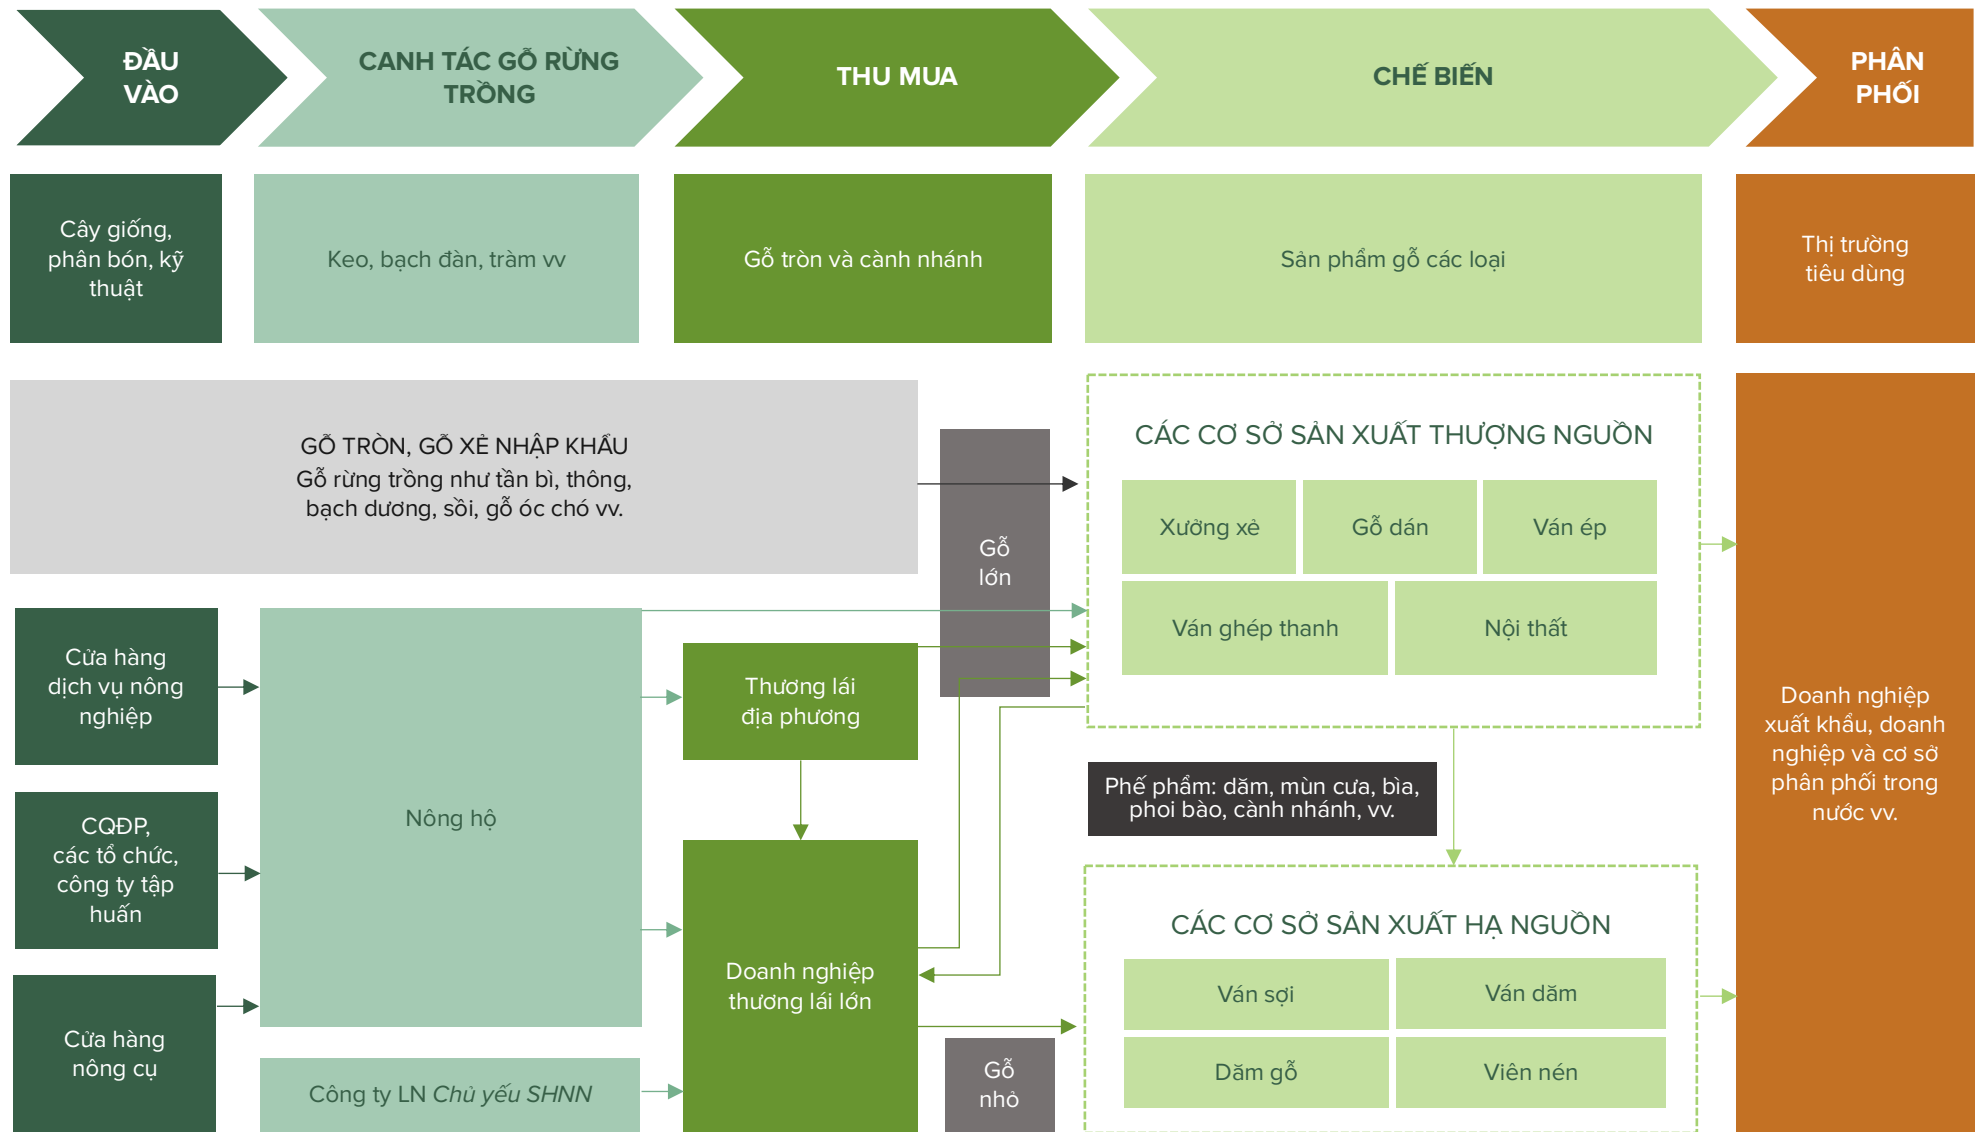 ĐẦU
VÀO
CANH TÁC GỖ RỪNG
TRỒNG
THU MUA
CHẾ BIẾN
PHÂN
PHỐI
Cây giống,
phân bón, kỹ
thuật
Keo, bạch đàn, tràm vv
Gỗ tròn và cành nhánh
Sản phẩm gỗ các loại
Thị trường
tiêu dùng
GỖ TRÒN, GỖ XẺ NHẬP KHẨU
Gỗ rừng trồng như tần bì, thông,
bạch dương, sồi, gỗ óc chó vv.
Gỗ
lớn
CÁC CƠ SỞ SẢN XUẤT THƯỢNG NGUỒN
Xưởng xẻ
Gỗ dán
Ván ép
Ván ghép thanh
Nội thất
Cửa hàng
dịch vụ nông
nghiệp
CQĐP,
các tổ chức,
công ty tập
huấn
Cửa hàng
nông cụ
Nông hộ
Công ty LN Chủ yếu SHNN
Thương lái
địa phương
Doanh nghiệp
thương lái lớn
Phế phẩm: dăm, mùn cưa, bìa,
phoi bào, cành nhánh, vv.
Gỗ
nhỏ
CÁC CƠ SỞ SẢN XUẤT HẠ NGUỒN
Ván sợi
Ván dăm
Dăm gỗ
Viên nén
Doanh nghiệp
xuất khẩu, doanh
nghiệp và cơ sở
phân phối trong
nước vv.